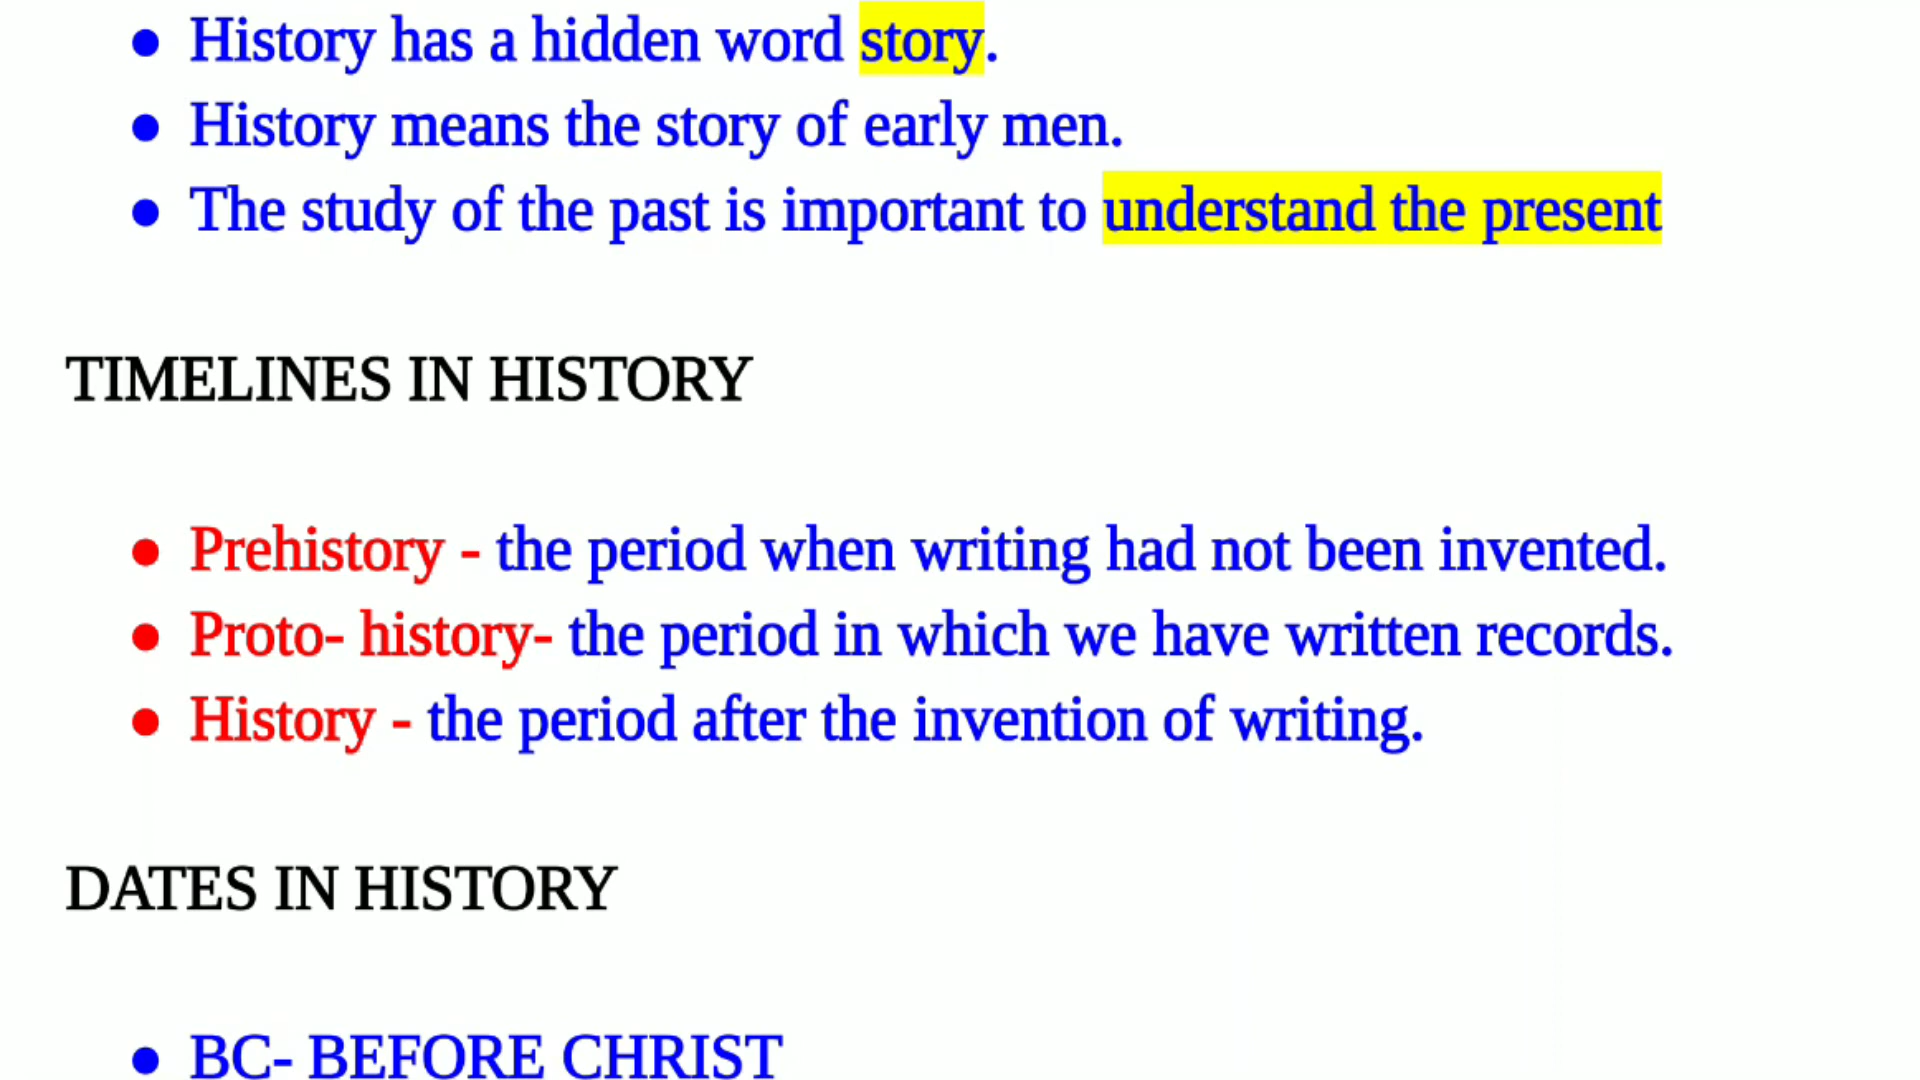 ● History has a hidden word story.
● History means the story of early men.
● The study of the past is important to understand the present
TIMELINES IN HISTORY
● Prehistory - the period when writing had not been invented.
● Proto- history- the period in which we have written records.
● History - the period after the invention of writing.
DATES IN HISTORY
● BC- BEFORE CHRIST